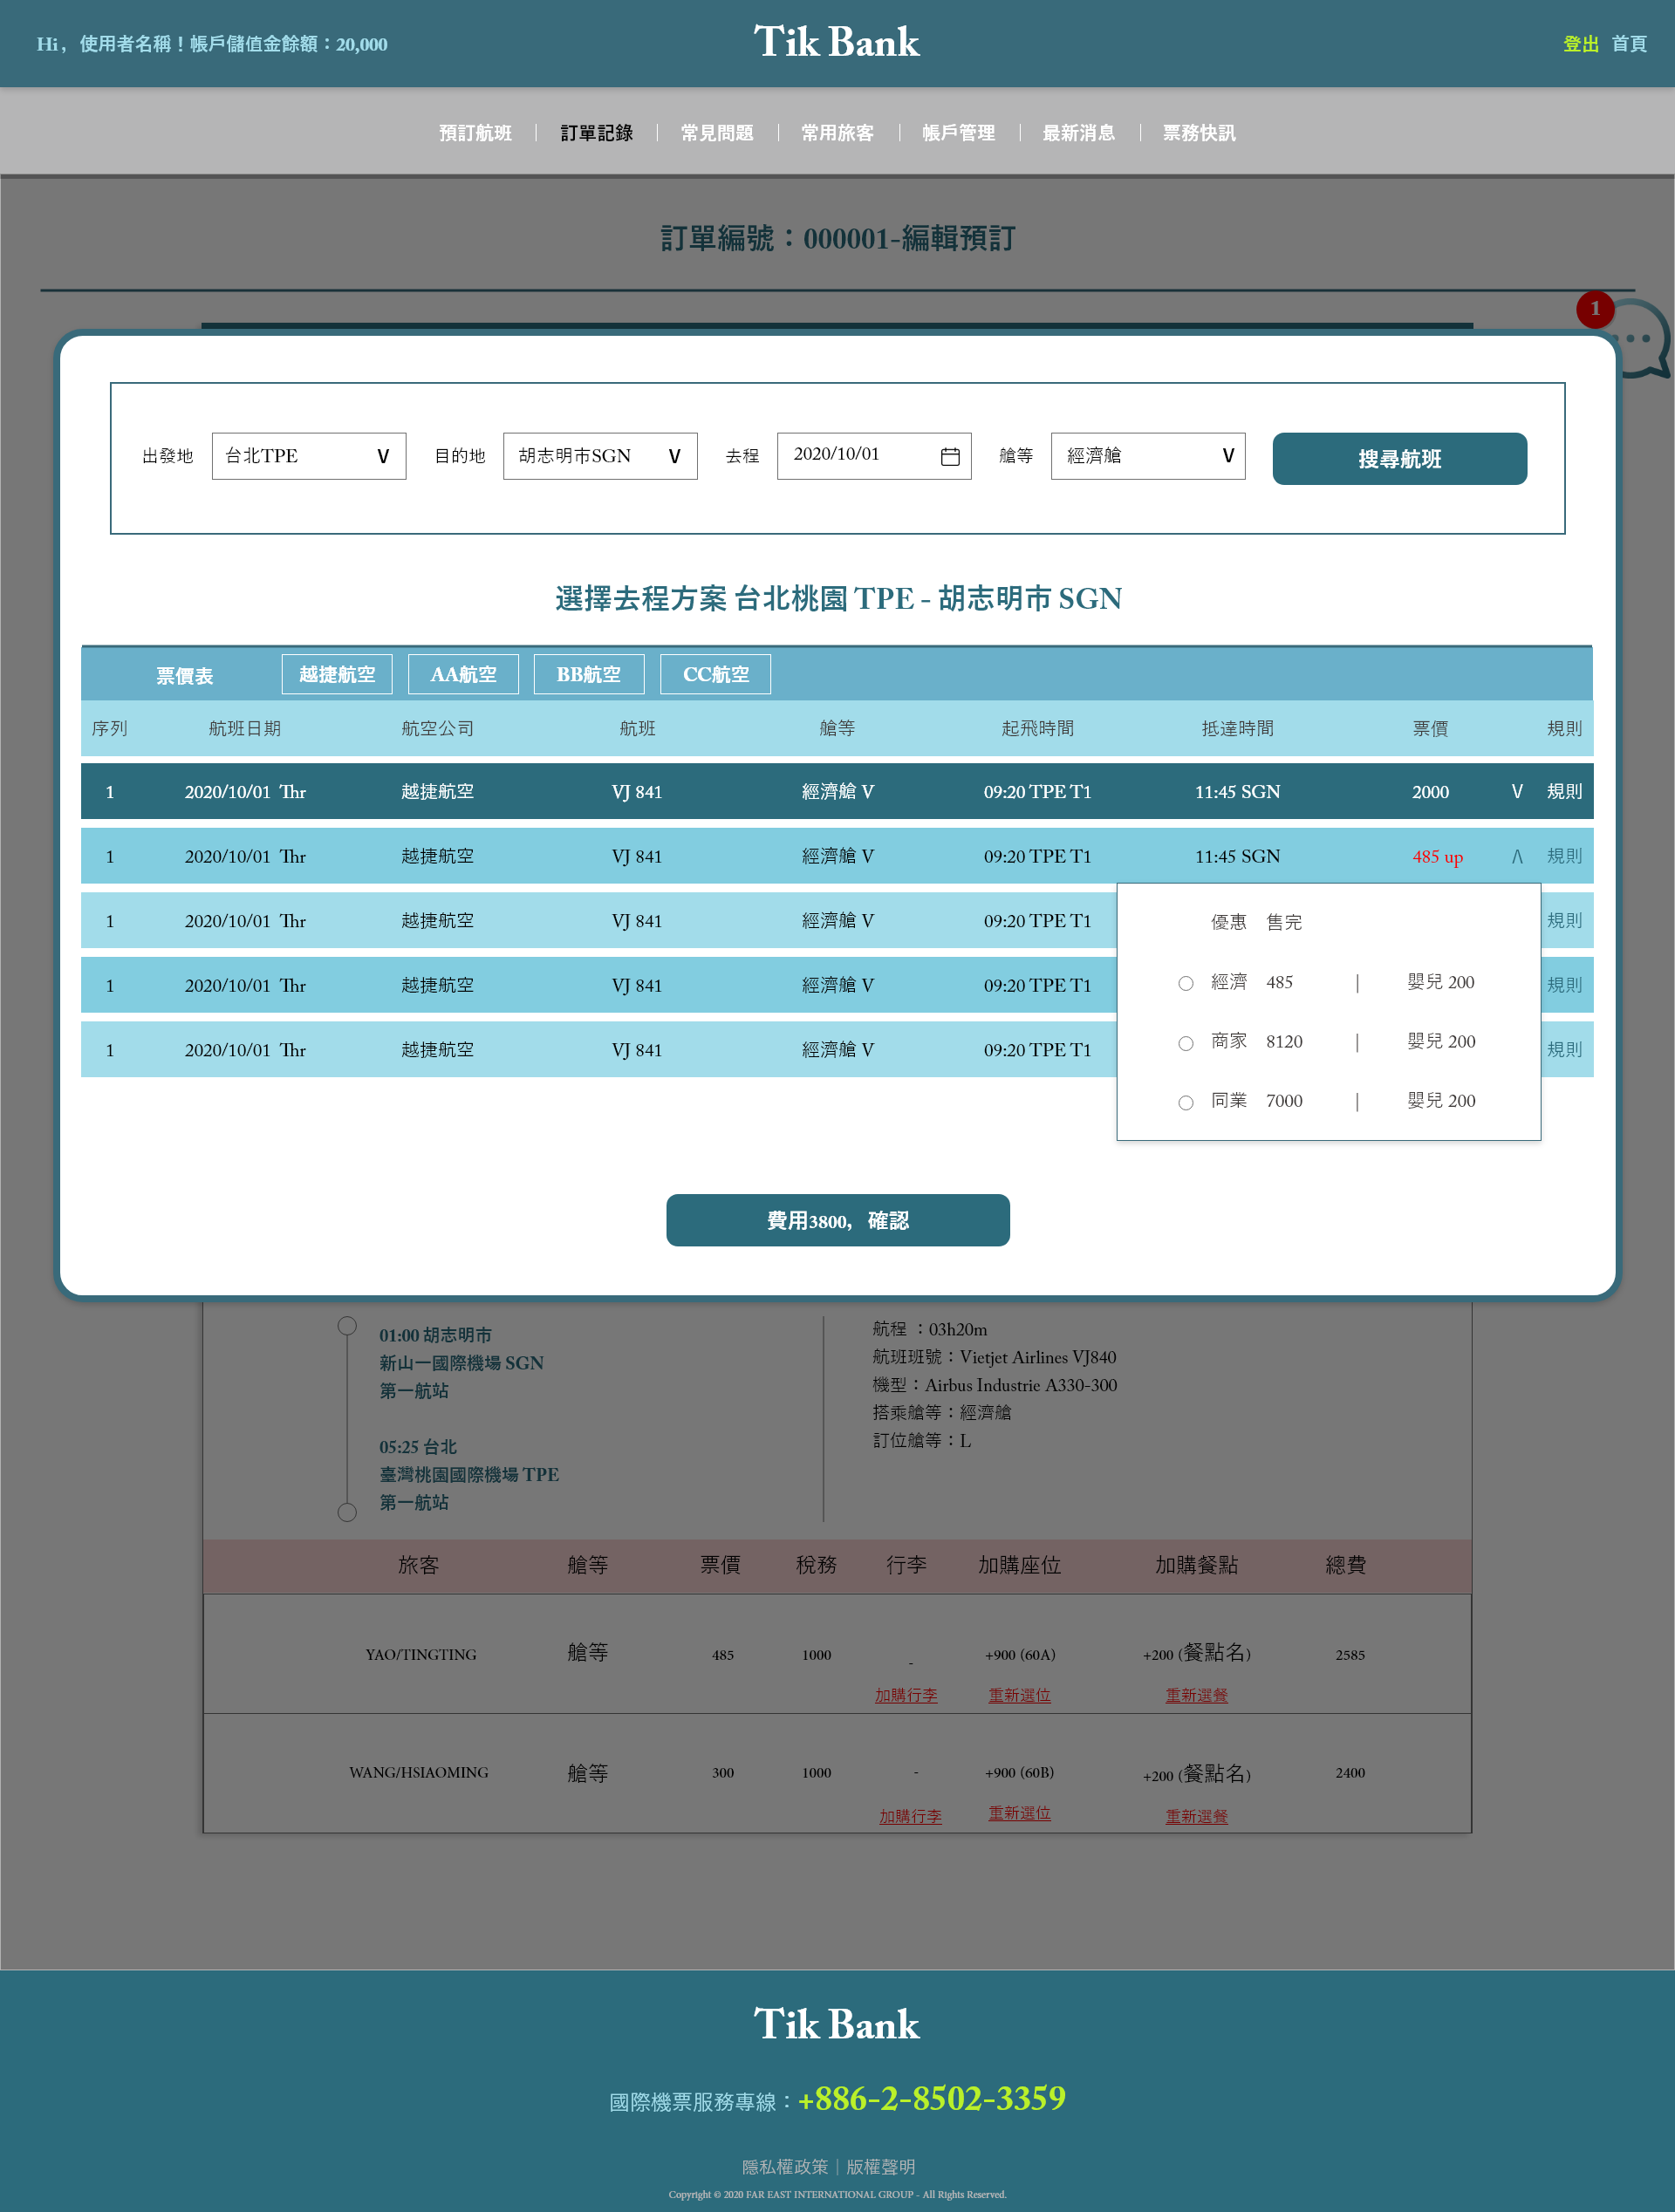 Hi，使用者名稱！帳戶儲值金餘額：20,000
Tik Bank
登出 首頁
預訂航班 | 訂單記錄 | 常見問題 | 常用旅客 | 帳戶管理 | 最新消息 | 票務快訊
訂單編號：000001-編輯預訂
1
出發地 台北TPE V 目的地 胡志明市SGN V 去程 2020/10/01 艙等 經濟艙 V 搜尋航班
選擇去程方案 台北桃園 TPE - 胡志明市 SGN
票價表 越捷航空 AA航空 BB航空 CC航空
序列 航班日期 航空公司 航班 艙等 起飛時間 抵達時間 票價 規則
1 2020/10/01 Thr 越捷航空 VJ 841 經濟艙 V 09:20 TPE T1 11:45 SGN 2000 V 規則
1 2020/10/01 Thr 越捷航空 VJ 841 經濟艙 V 09:20 TPE T1 11:45 SGN 485 up 規則
1 2020/10/01 Thr 越捷航空 VJ 841 經濟艙 V 09:20 TPE T1 規則
1 2020/10/01 Thr 越捷航空 VJ 841 經濟艙 V 09:20 TPE T1 規則
1 2020/10/01 Thr 越捷航空 VJ 841 經濟艙 V 09:20 TPE T1 規則
優惠 售完
經濟 485 | 嬰兒 200
商家 8120 | 嬰兒 200
同業 7000 | 嬰兒 200
費用3800，確認
01:00 胡志明市
新山一國際機場 SGN
第一航站
05:25 台北
臺灣桃園國際機場 TPE
第一航站
航程 ：03h20m
航班班號：Vietjet Airlines VJ840
機型：Airbus Industrie A330-300
搭乘艙等：經濟艙
訂位艙等：L
旅客 艙等 票價 稅務 行李 加購座位 加購餐點 總費
YAO/TINGTING 艙等 485 1000 - +900 (60A) +200 (餐點名) 2585
加購行李 重新選位 重新選餐
WANG/HSIAOMING 艙等 300 1000 - +900 (60B) +200 (餐點名) 2400
加購行李 重新選位 重新選餐
Tik Bank
國際機票服務專線：+886-2-8502-3359
隱私權政策｜版權聲明
Copyright © 2020 FAR EAST INTERNATIONAL GROUP - All Rights Reserved.